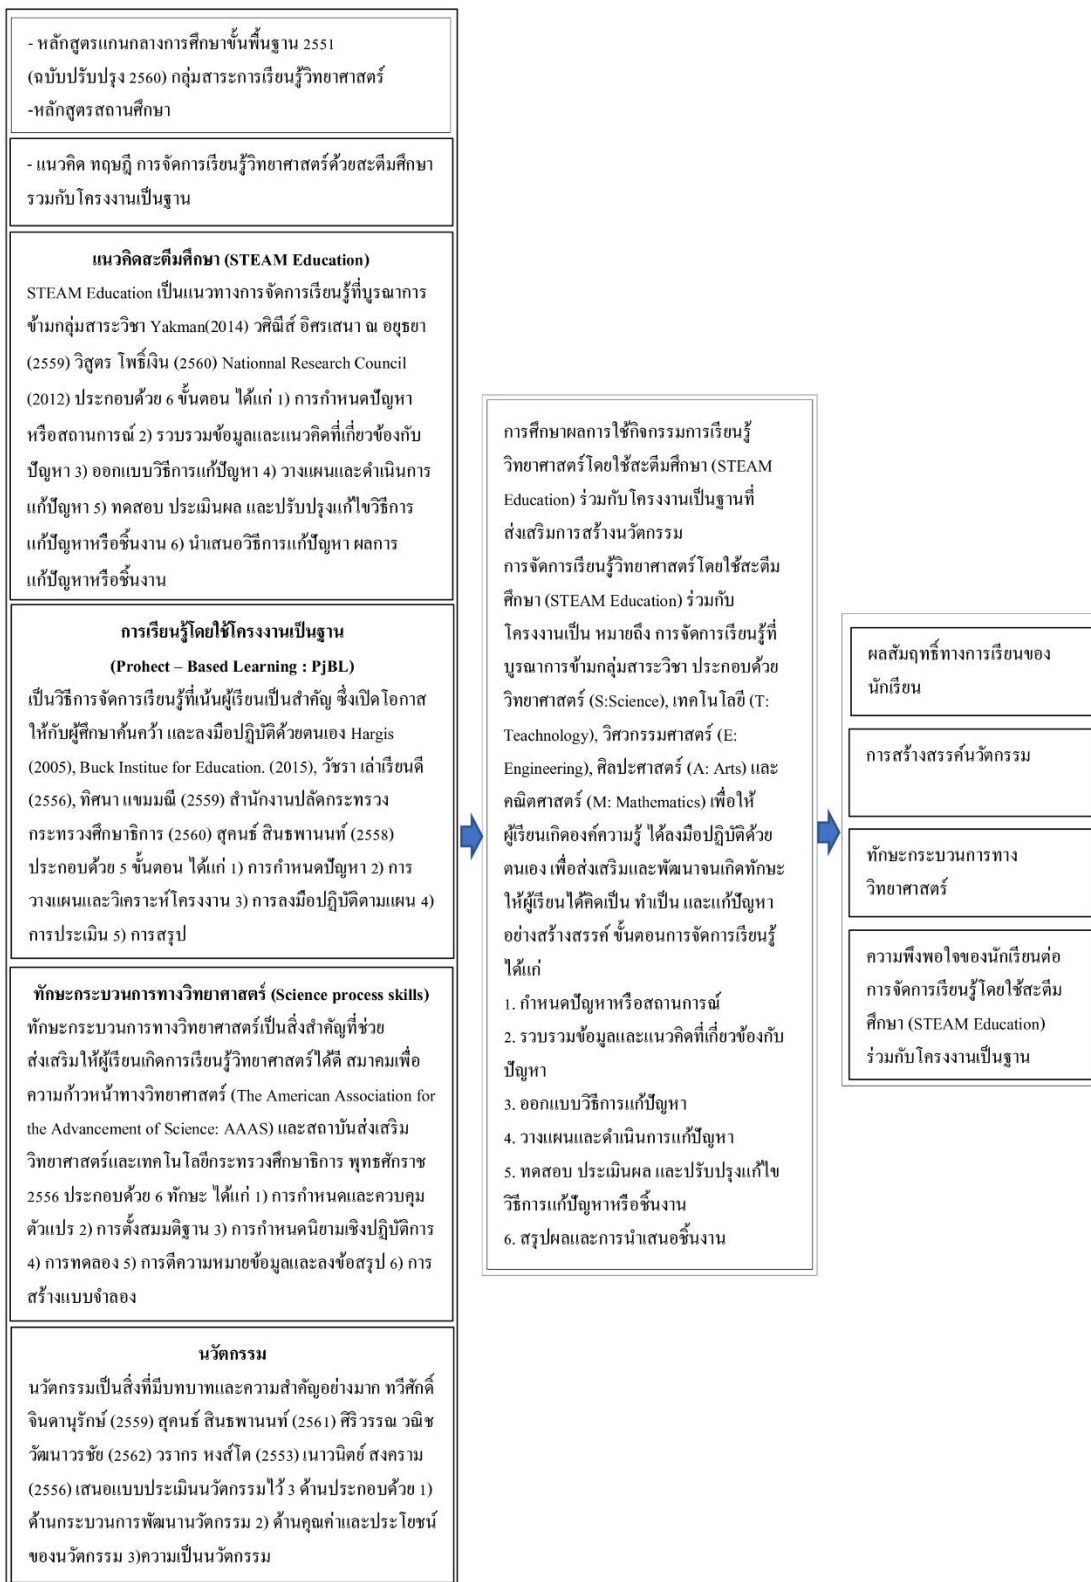 - หลักสูตรแกนกลางการศึกษาขั้นพื้นฐาน 2551
(ฉบับปรับปรุง 2560) กลุ่มสาระการเรียนรู้วิทยาศาสตร์
-หลักสูตรสถานศึกษา
- แนวคิด ทฤษฎี การจัดการเรียนรู้วิทยาศาสตร์ด้วยสะตีมศึกษา
รวมกับโครงงานเป็นฐาน
แนวคิดสะตีมศึกษา (STEAM Education)
STEAM Education เป็นแนวทางการจัดการเรียนรู้ที่บูรณาการ
ข้ามกลุ่มสาระวิชา Yakman(2014) วศิณีส์ อิศรเสนา ณ อยุธยา
(2559) วิสูตร โพธิ์เงิน (2560) Nationnal Research Council
(2012) ประกอบด้วย 6 ขั้นตอน ได้แก่ 1) การกำหนดปัญหา
หรือสถานการณ์ 2) รวบรวมข้อมูลและแนวคิดที่เกี่ยวข้องกับ
ปัญหา 3) ออกแบบวิธีการแก้ปัญหา 4) วางแผนและดำเนินการ
แก้ปัญหา 5) ทดสอบ ประเมินผล และปรับปรุงแก้ไขวิธีการ
แก้ปัญหาหรือชิ้นงาน 6) นำเสนอวิธีการแก้ปัญหา ผลการ
แก้ปัญหาหรือชิ้นงาน
การเรียนรู้โดยใช้โครงงานเป็นฐาน
(Prohect – Based Learning : PjBL)
เป็นวิธีการจัดการเรียนรู้ที่เน้นผู้เรียนเป็นสำคัญ ซึ่งเปิดโอกาส
ให้กับผู้ศึกษาค้นคว้า และลงมือปฏิบัติด้วยตนเอง Hargis
(2005), Buck Institue for Education. (2015), วัชรา เล่าเรียนดี
(2556), ทิศนา แขมมณี (2559) สำนักงานปลัดกระทรวง
กระทรวงศึกษาธิการ (2560) สุคนธ์ สินธพานนท์ (2558)
ประกอบด้วย 5 ขั้นตอน ได้แก่ 1) การกำหนดปัญหา 2) การ
วางแผนและวิเคราะห์โครงงาน 3) การลงมือปฏิบัติตามแผน 4)
การประเมิน 5) การสรุป
ทักษะกระบวนการทางวิทยาศาสตร์ (Science process skills)
ทักษะกระบวนการทางวิทยาศาสตร์เป็นสิ่งสำคัญที่ช่วย
ส่งเสริมให้ผู้เรียนเกิดการเรียนรู้วิทยาศาสตร์ได้ดี สมาคมเพื่อ
ความก้าวหน้าทางวิทยาศาสตร์ (The American Association for
the Advancement of Science: AAAS) และสถาบันส่งเสริม
วิทยาศาสตร์และเทคโนโลยีกระทรวงศึกษาธิการ พุทธศักราช
2556 ประกอบด้วย 6 ทักษะ ได้แก่ 1) การกำหนดและควบคุม
ตัวแปร 2) การตั้งสมมติฐาน 3) การกำหนดนิยามเชิงปฏิบัติการ
4) การทดลอง 5) การตีความหมายข้อมูลและลงข้อสรุป 6) การ
สร้างแบบจำลอง
นวัตกรรม
นวัตกรรมเป็นสิ่งที่มีบทบาทและความสำคัญอย่างมาก ทวีศักดิ์
จินดานุรักษ์ (2559) สุคนธ์ สินธพานนท์ (2561) ศิริวรรณ วณิช
วัฒนาวรชัย (2562) วรากร หงส์โต (2553) เนาวนิตย์ สงคราม
(2556) เสนอแบบประเมินนวัตกรรมไว้ 3 ด้านประกอบด้วย 1)
ด้านกระบวนการพัฒนานวัตกรรม 2) ด้านคุณค่าและประโยชน์
ของนวัตกรรม 3)ความเป็นนวัตกรรม
การศึกษาผลการใช้กิจกรรมการเรียนรู้
วิทยาศาสตร์โดยใช้สะตีมศึกษา (STEAM
Education) ร่วมกับโครงงานเป็นฐานที่
ส่งเสริมการสร้างนวัตกรรม
การจัดการเรียนรู้วิทยาศาสตร์โดยใช้สะตีม
ศึกษา (STEAM Education) ร่วมกับ
โครงงานเป็น หมายถึง การจัดการเรียนรู้ที่
บูรณาการข้ามกลุ่มสาระวิชา ประกอบด้วย
วิทยาศาสตร์ (S:Science), เทคโนโลยี (T:
Teachnology), วิศวกรรมศาสตร์ (E:
Engineering), ศิลปะศาสตร์ (A: Arts) และ
คณิตศาสตร์ (M: Mathematics) เพื่อให้
ผู้เรียนเกิดองค์ความรู้ ได้ลงมือปฏิบัติด้วย
ตนเอง เพื่อส่งเสริมและพัฒนาจนเกิดทักษะ
ให้ผู้เรียนได้คิดเป็น ทำเป็น และแก้ปัญหา
อย่างสร้างสรรค์ ขั้นตอนการจัดการเรียนรู้
ได้แก่
1. กำหนดปัญหาหรือสถานการณ์
2. รวบรวมข้อมูลและแนวคิดที่เกี่ยวข้องกับ
ปัญหา
3. ออกแบบวิธีการแก้ปัญหา
4. วางแผนและดำเนินการแก้ปัญหา
5. ทดสอบ ประเมินผล และปรับปรุงแก้ไข
วิธีการแก้ปัญหาหรือชิ้นงาน
6. สรุปผลและการนำเสนอชิ้นงาน
ผลสัมฤทธิ์ทางการเรียนของ
นักเรียน
การสร้างสรรค์นวัตกรรม
ทักษะกระบวนการทาง
วิทยาศาสตร์
ความพึงพอใจของนักเรียนต่อ
การจัดการเรียนรู้โดยใช้สะตีม
ศึกษา (STEAM Education)
ร่วมกับโครงงานเป็นฐาน